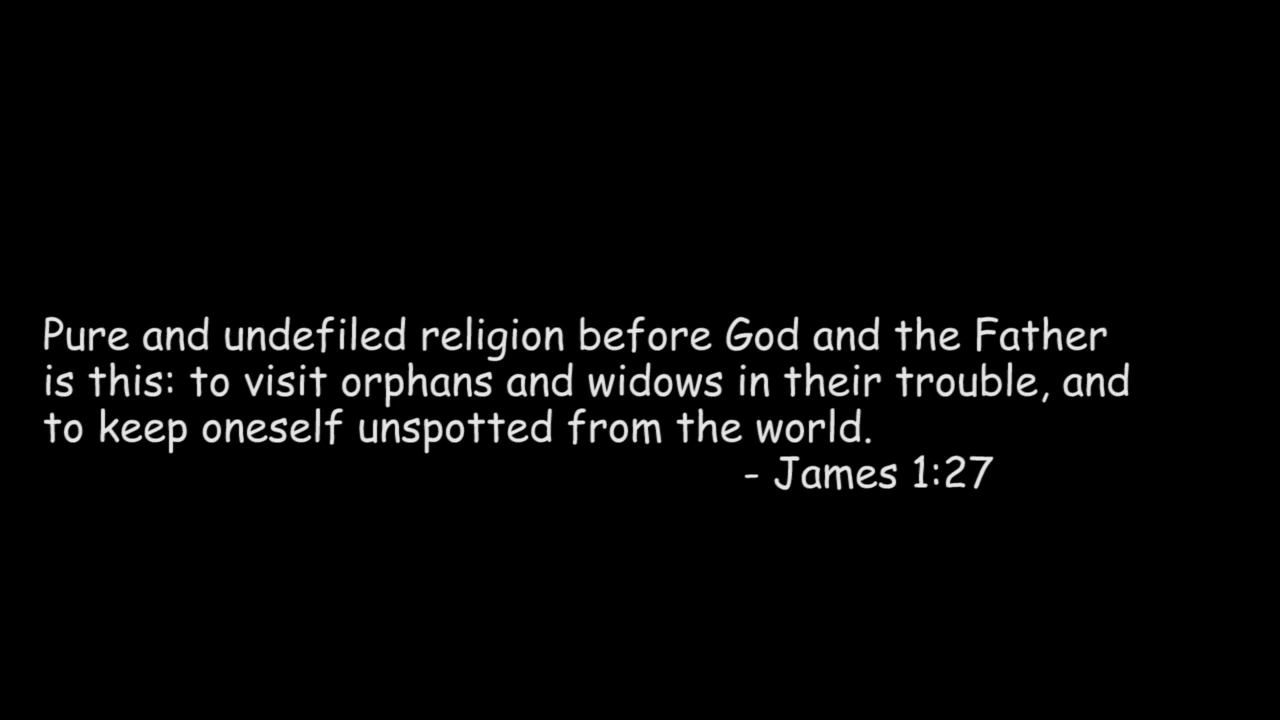 Pure and undefiled religion before God and the Father
is this: to visit orphans and widows in their trouble, and
to keep oneself unspotted from the world.
- James 1:27